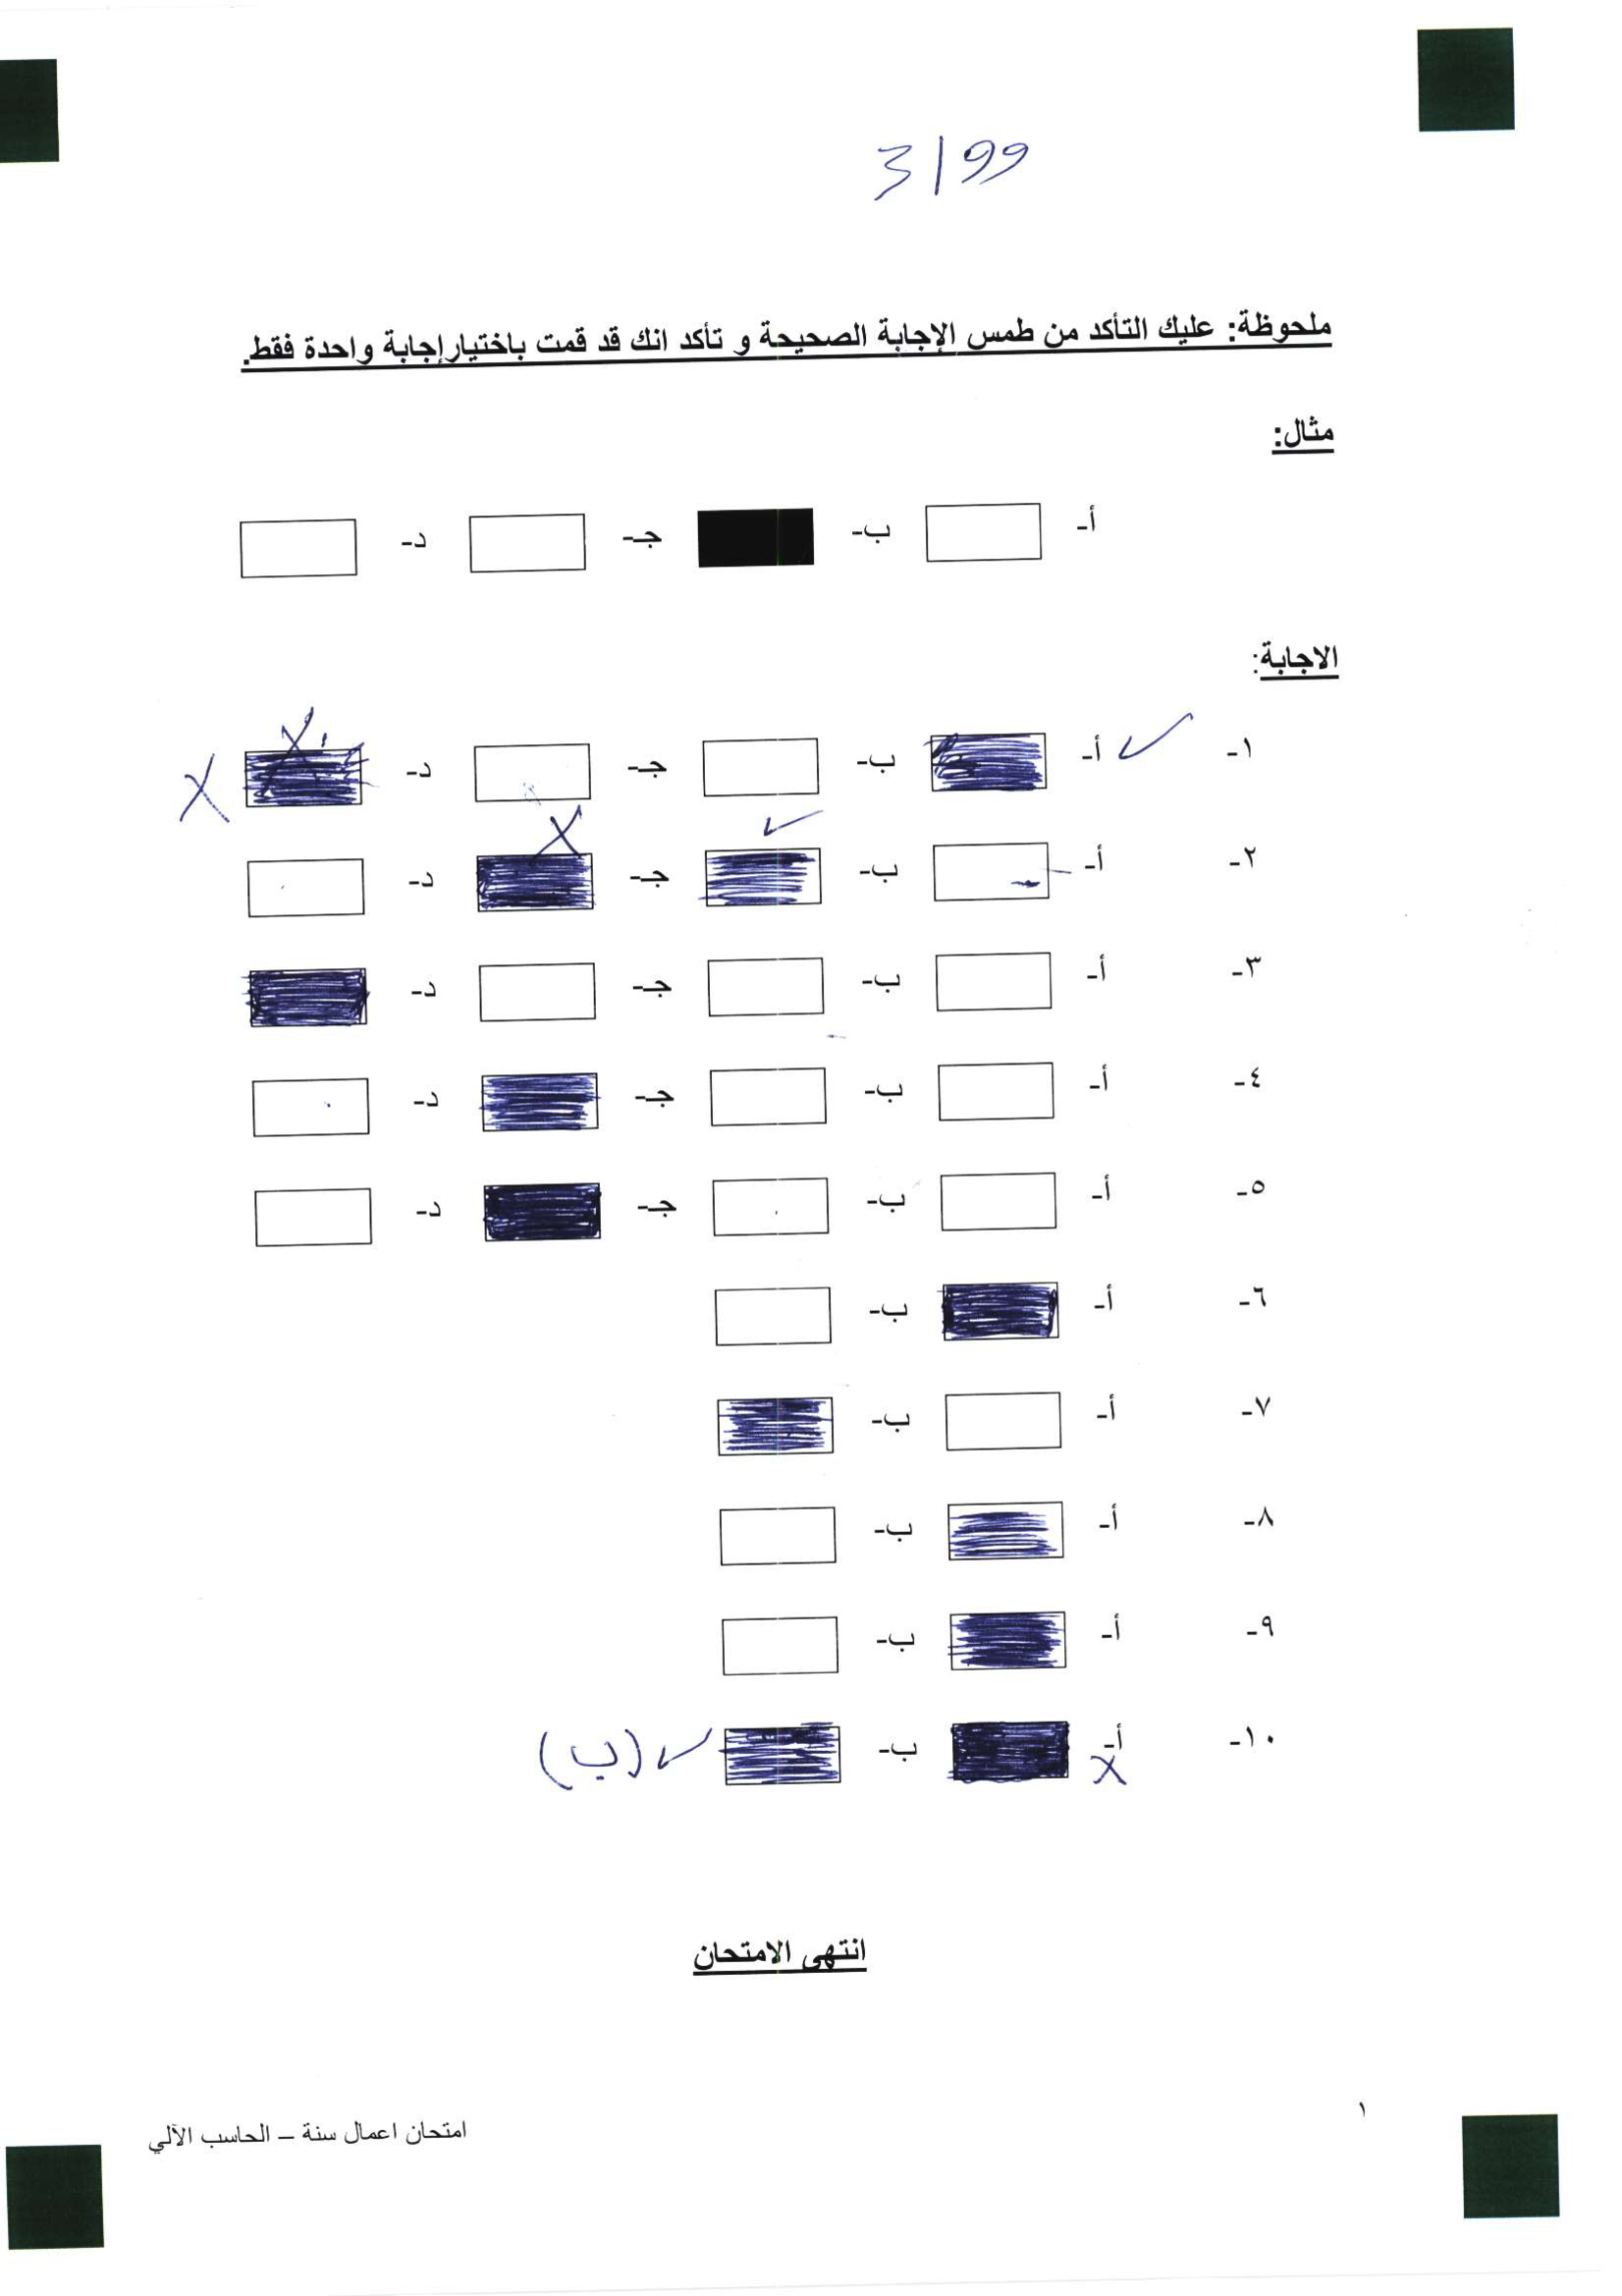 3/99
ملحوظة: عليك التأكد من طمس الإجابة الصحيحة و تأكد انك قد قمت باختيارإجابة واحدة فقط.
مثال:
أ- ب- جـ- د-
الاجابة:
١- أ- ب- جـ- د-
٢- أ- ب- جـ- د-
٣- أ- ب- جـ- د-
٤- أ- ب- جـ- د-
٥- أ- ب- جـ- د-
٦- أ- ب-
٧- أ- ب-
٨- أ- ب-
٩- أ- ب-
١٠- أ- ب- (ب)
انتهى الامتحان
١
امتحان اعمال سنة – الحاسب الآلي